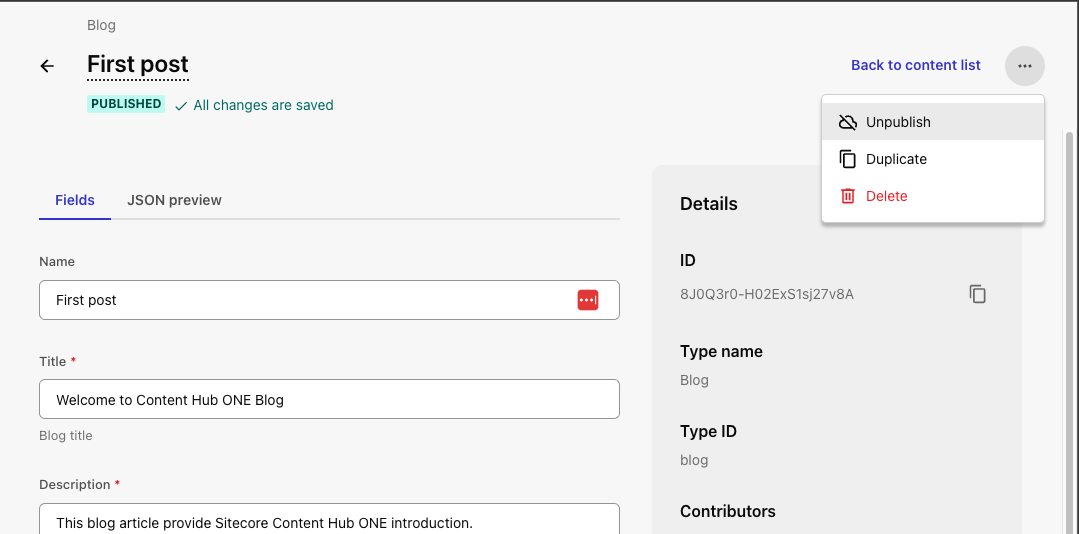 Blog
First post
Back to content list
PUBLISHED All changes are saved
Unpublish
Duplicate
Delete
Fields JSON preview
Name
First post
Title *
Welcome to Content Hub ONE Blog
Blog title
Description *
This blog article provide Sitecore Content Hub ONE introduction.
Details
ID
8J0Q3r0-H02ExS1sj27v8A
Type name
Blog
Type ID
blog
Contributors